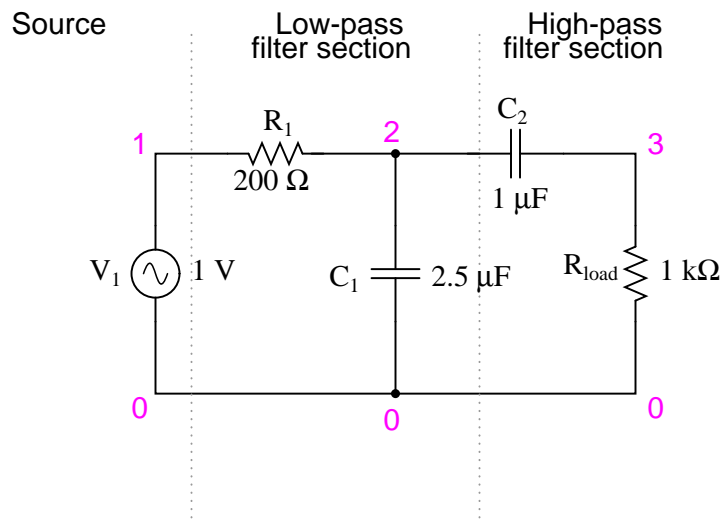 Source
Low-pass
filter section
High-pass
filter section
1
R1
200 Ω
2
C2
1 μF
3
V1
1 V
C1
2.5 μF
Rload
1 kΩ
0
0
0